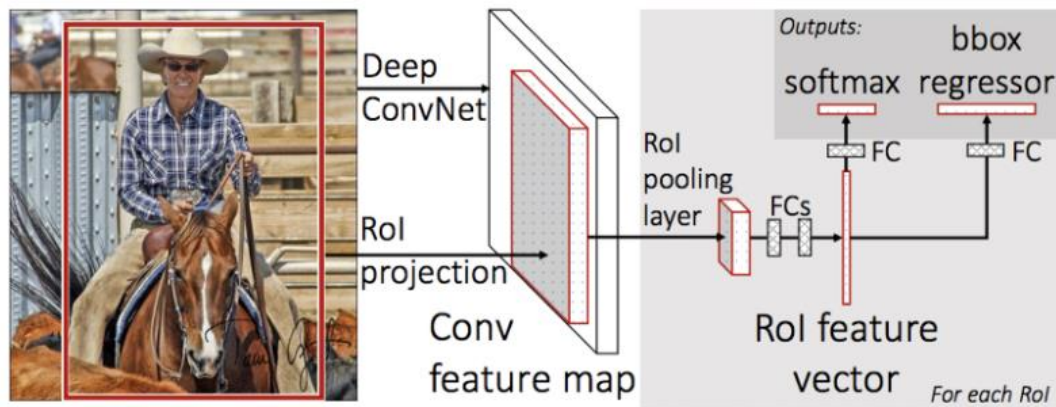 Deep
ConvNet
RoI
projection
Conv
feature map
RoI
pooling
layer
FCs
RoI feature
vector
For each RoI
Outputs:
softmax
bbox
regressor
FC
FC